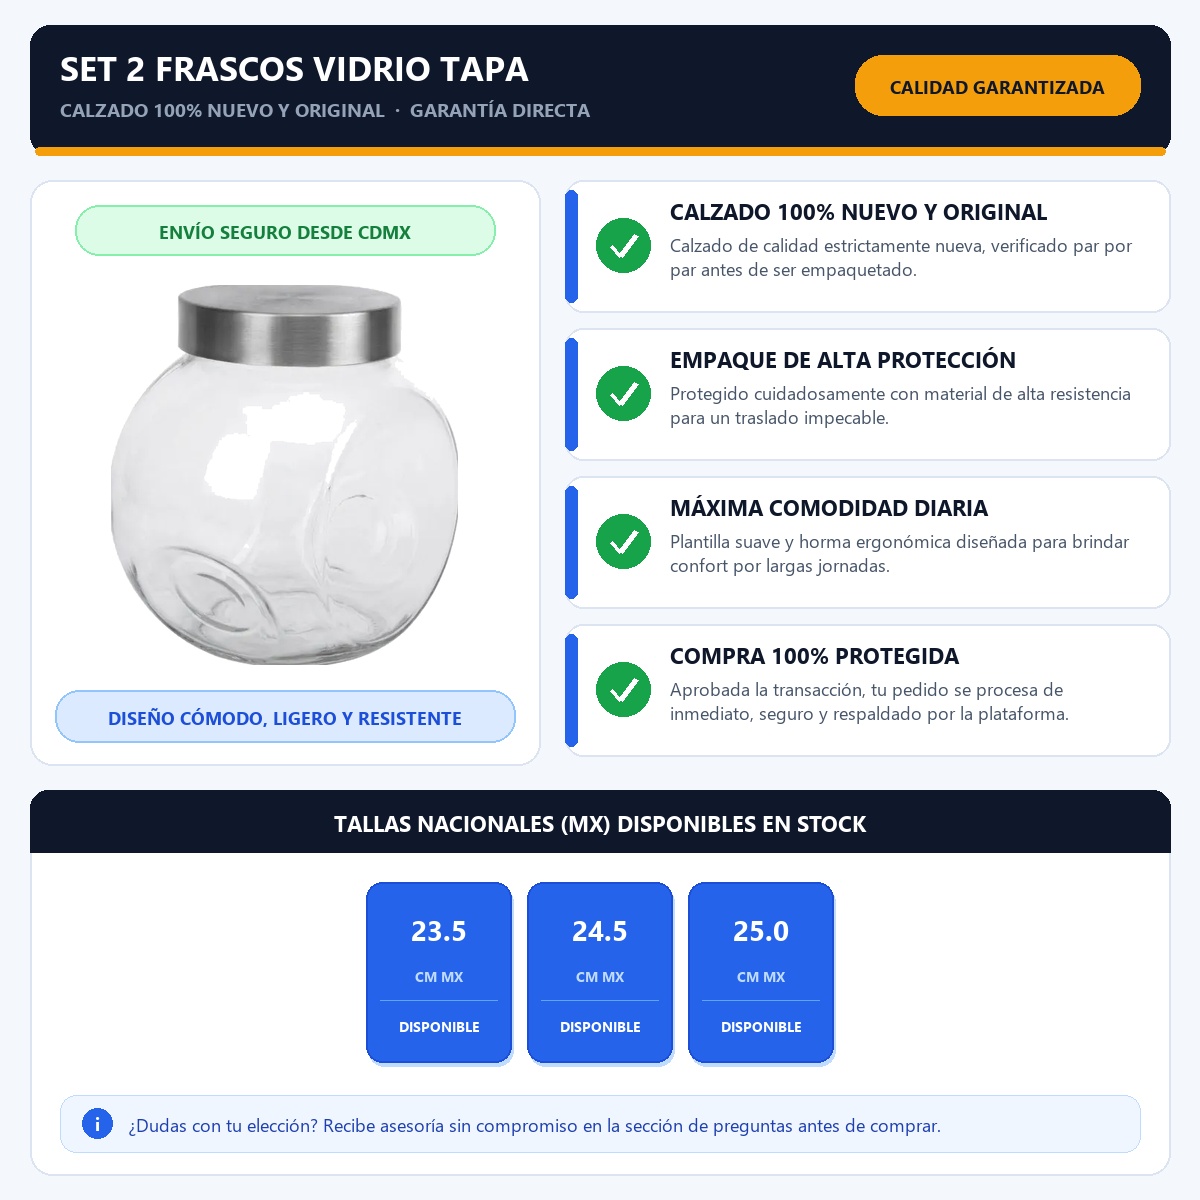 SET 2 FRASCOS VIDRIO TAPA
CALZADO 100% NUEVO Y ORIGINAL · GARANTÍA DIRECTA
CALIDAD GARANTIZADA
ENVÍO SEGURO DESDE CDMX
DISEÑO CÓMODO, LIGERO Y RESISTENTE
CALZADO 100% NUEVO Y ORIGINAL
Calzado de calidad estrictamente nueva, verificado par por
par antes de ser empaquetado.
EMPAQUE DE ALTA PROTECCIÓN
Protegido cuidadosamente con material de alta resistencia
para un traslado impecable.
MÁXIMA COMODIDAD DIARIA
Plantilla suave y horma ergonómica diseñada para brindar
confort por largas jornadas.
COMPRA 100% PROTEGIDA
Aprobada la transacción, tu pedido se procesa de
inmediato, seguro y respaldado por la plataforma.
TALLAS NACIONALES (MX) DISPONIBLES EN STOCK
23.5
CM MX
DISPONIBLE
24.5
CM MX
DISPONIBLE
25.0
CM MX
DISPONIBLE
¿Dudas con tu elección? Recibe asesoría sin compromiso en la sección de preguntas antes de comprar.